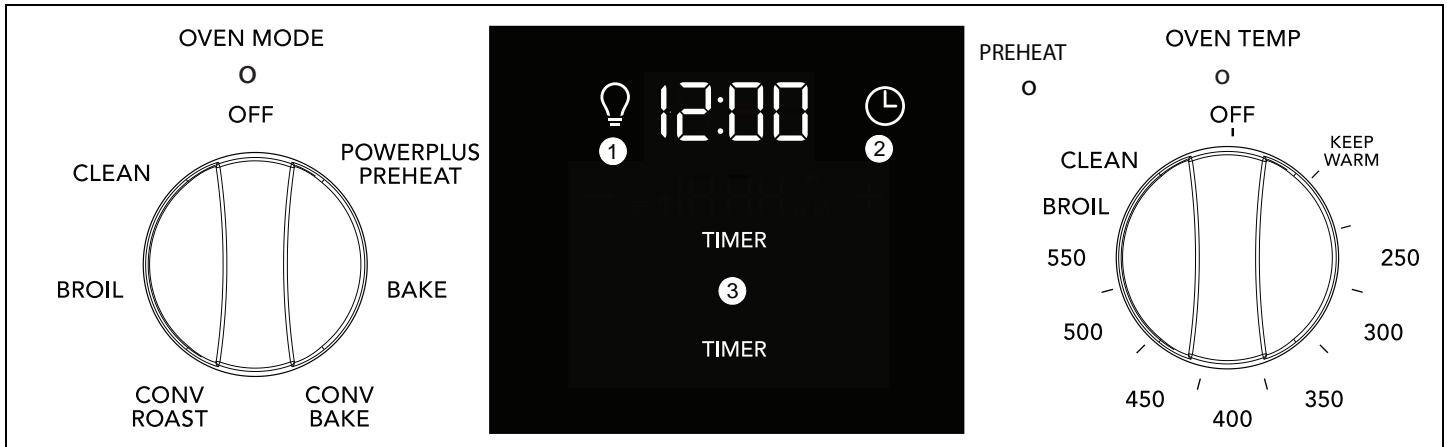 OVEN MODE
OFF
CLEAN
POWERPLUS
PREHEAT
BROIL
BAKE
CONV
ROAST
CONV
BAKE
12:00
1
2
TIMER
3
TIMER
PREHEAT
OVEN TEMP
OFF
CLEAN
KEEP
WARM
BROIL
550
250
500
300
450
350
400